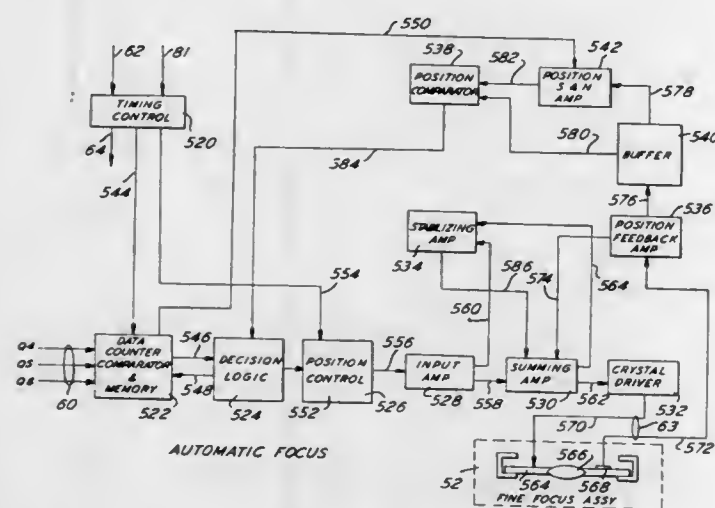 62
81
550
538
542
582
POSITION COMPARATOR
POSITION S & H AMP
578
TIMING CONTROL
520
540
64
544
584
580
BUFFER
576
536
STABILIZING AMP
534
POSITION FEEDBACK AMP
586
574
564
554
560
Q4
Q5
Q6
60
DATA COUNTER COMPARATOR & MEMORY
546
548
522
DECISION LOGIC
524
552
POSITION CONTROL
526
556
INPUT AMP
528
558
SUMMING AMP
530
562
CRYSTAL DRIVER
532
570
63
572
AUTOMATIC FOCUS
52
564
566
568
FINE FOCUS ASSY